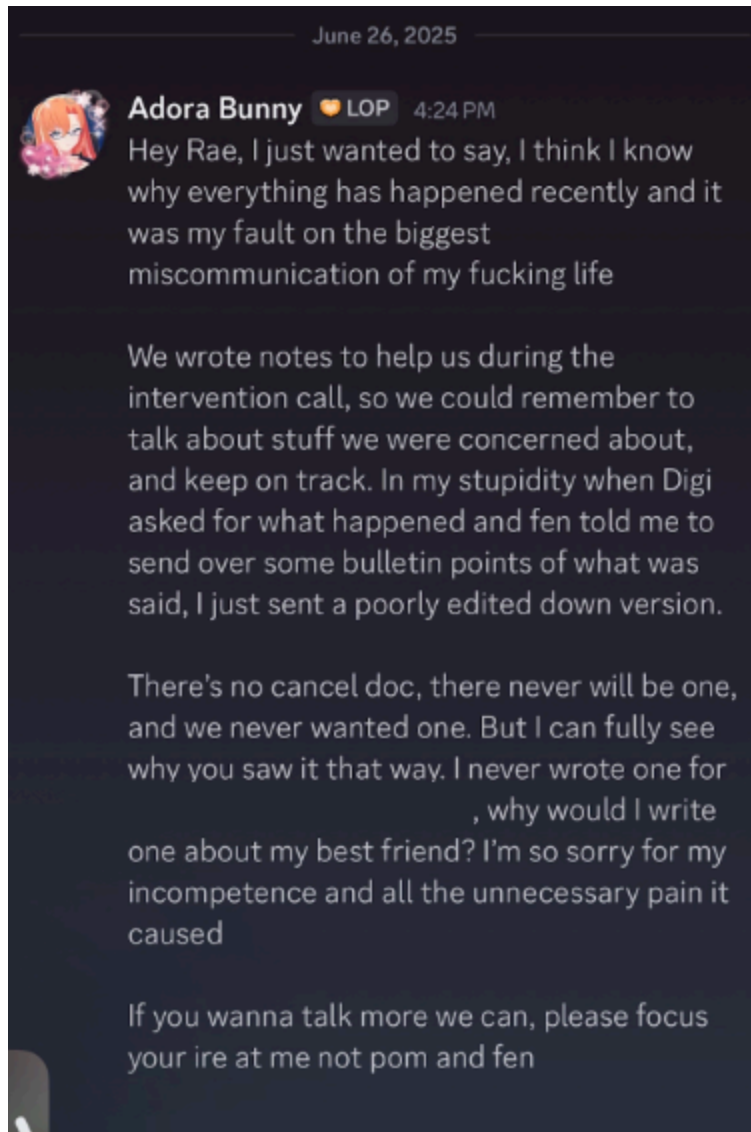 June 26, 2025
Adora Bunny LOP 4:24 PM
Hey Rae, I just wanted to say, I think I know
why everything has happened recently and it
was my fault on the biggest
miscommunication of my fucking life
We wrote notes to help us during the
intervention call, so we could remember to
talk about stuff we were concerned about,
and keep on track. In my stupidity when Digi
asked for what happened and fen told me to
send over some bulletin points of what was
said, I just sent a poorly edited down version.
There's no cancel doc, there never will be one,
and we never wanted one. But I can fully see
why you saw it that way. I never wrote one for
, why would I write
one about my best friend? I'm so sorry for my
incompetence and all the unnecessary pain it
caused
If you wanna talk more we can, please focus
your ire at me not pom and fen